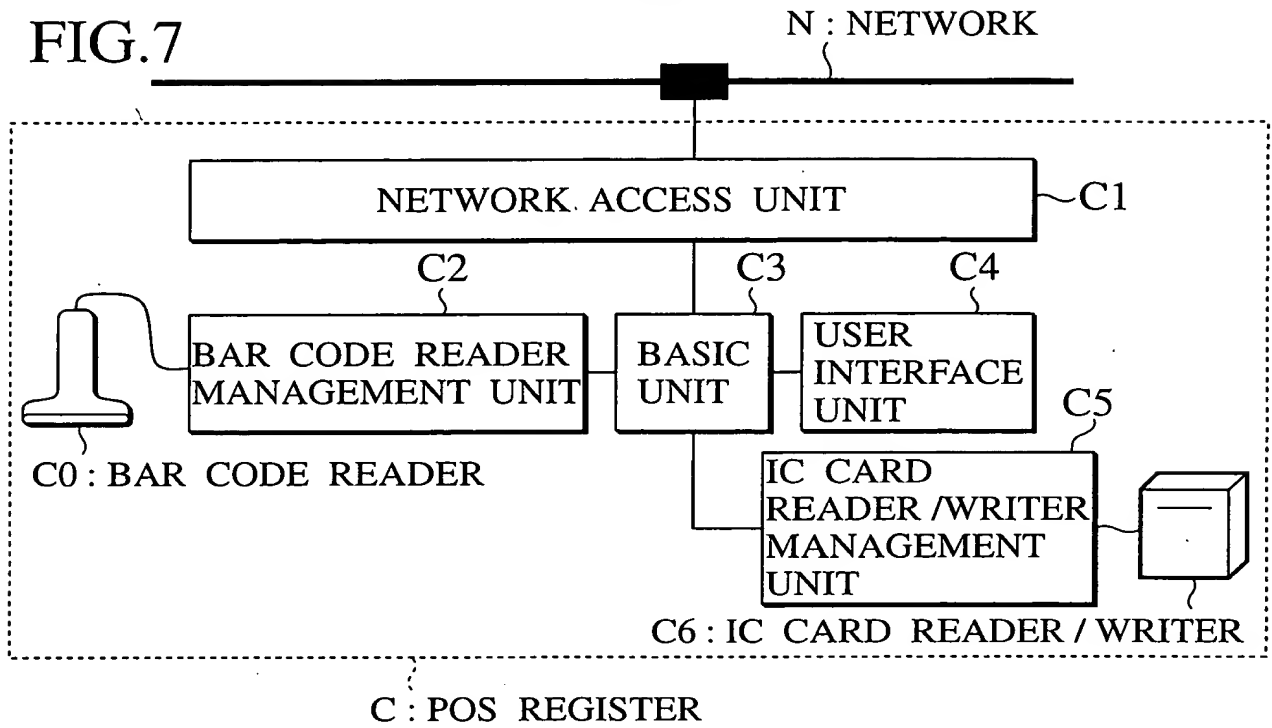 FIG.7
N : NETWORK
NETWORK ACCESS UNIT
C1
C2
C3
C4
BAR CODE READER
MANAGEMENT UNIT
BASIC
UNIT
USER
INTERFACE
UNIT
C5
C0 : BAR CODE READER
IC CARD
READER /WRITER
MANAGEMENT
UNIT
C6 : IC CARD READER / WRITER
C : POS REGISTER